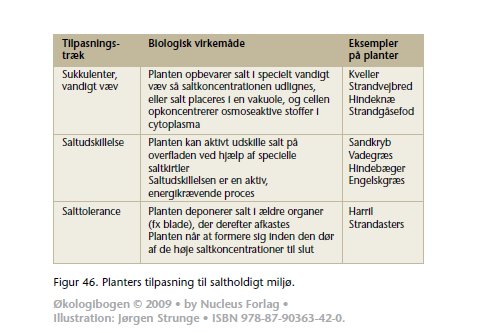 Tilpasnings- Biologisk virkemåde Eksempler
træk på planter
Sukkulenter, Planten opbevarer salt i specielt vandigt Kveller
vandigt væv væv så saltkoncentrationen udlignes, Strandvejbred
eller salt placeres i en vakuole, og cellen Hindeknæ
opkoncentrerer osmoseaktive stoffer i Strandgåsefod
cytoplasma
Saltudskillelse Planten kan aktivt udskille salt på Sandkryb
overfladen ved hjælp af specielle Vadegræs
saltkirtler Hindebæger
Saltudskillelsen er en aktiv, Engelskgræs
energikrævende proces
Salttolerance Planten deponerer salt i ældre organer Harril
(fx blade), der derefter afkastes Strandasters
Planten når at formere sig inden den dør
af de høje saltkoncentrationer til slut
Figur 46. Planters tilpasning til saltholdigt miljø.
Økologibogen © 2009 • by Nucleus Forlag •
Illustration: Jørgen Strunge • ISBN 978-87-90363-42-0.